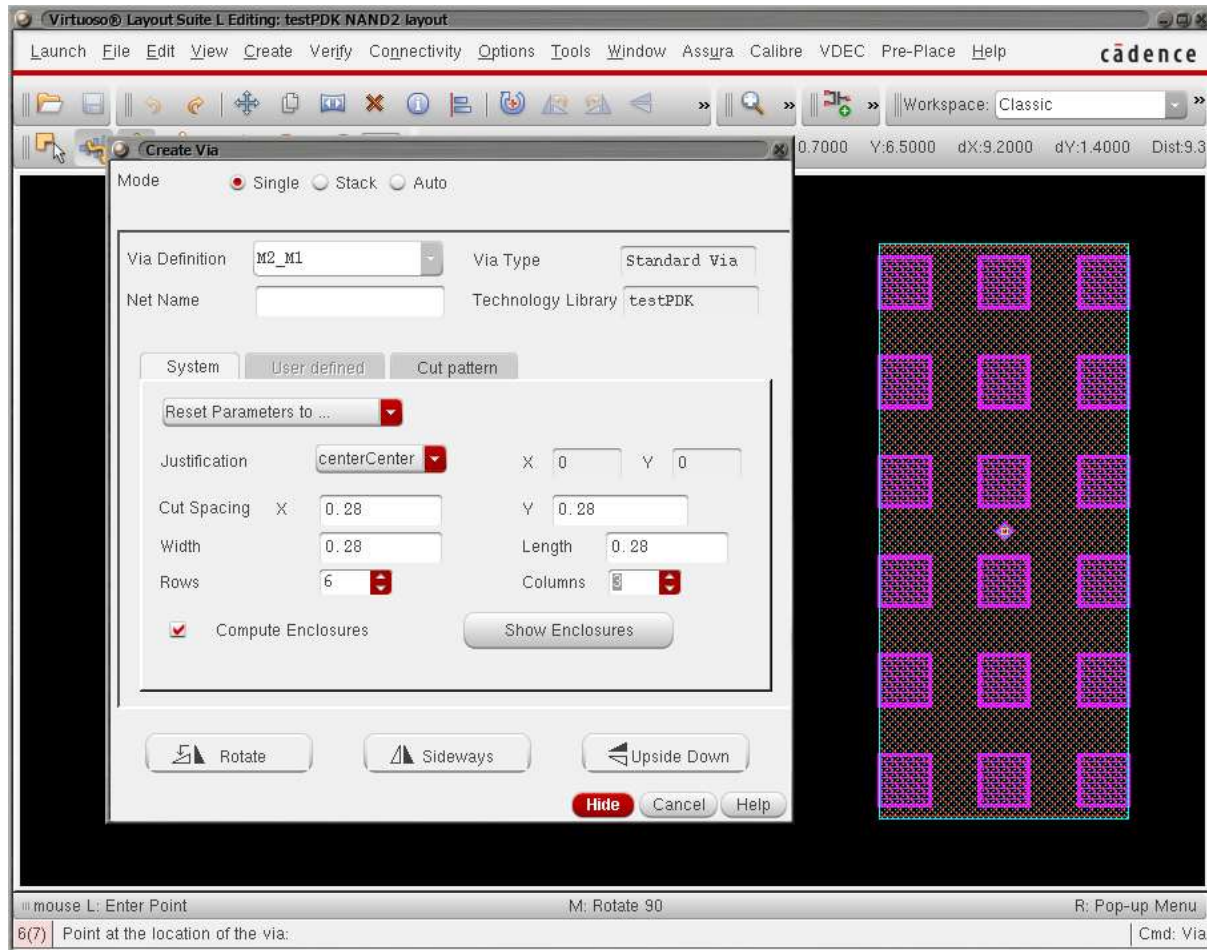 Virtuoso® Layout Suite L Editing: testPDK NAND2 layout
Launch File Edit View Create Verify Connectivity Options Tools Window Assura Calibre VDEC Pre-Place Help cādence
» » » Workspace: Classic »
Create Via 0.7000 Y:6.5000 dX:9.2000 dY:1.4000 Dist:9.3
Mode Single Stack Auto
Via Definition M2_M1 Via Type Standard Via
Net Name Technology Library testPDK
System User defined Cut pattern
Reset Parameters to ...
Justification centerCenter X 0 Y 0
Cut Spacing X 0.28 Y 0.28
Width 0.28 Length 0.28
Rows 6 Columns 3
Compute Enclosures Show Enclosures
Rotate Sideways Upside Down
Hide Cancel Help
mouse L: Enter Point M: Rotate 90 R: Pop-up Menu
6(7) Point at the location of the via: Cmd: Via